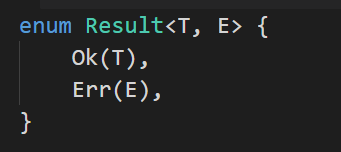 enum Result<T, E> {
    Ok(T),
    Err(E),
}